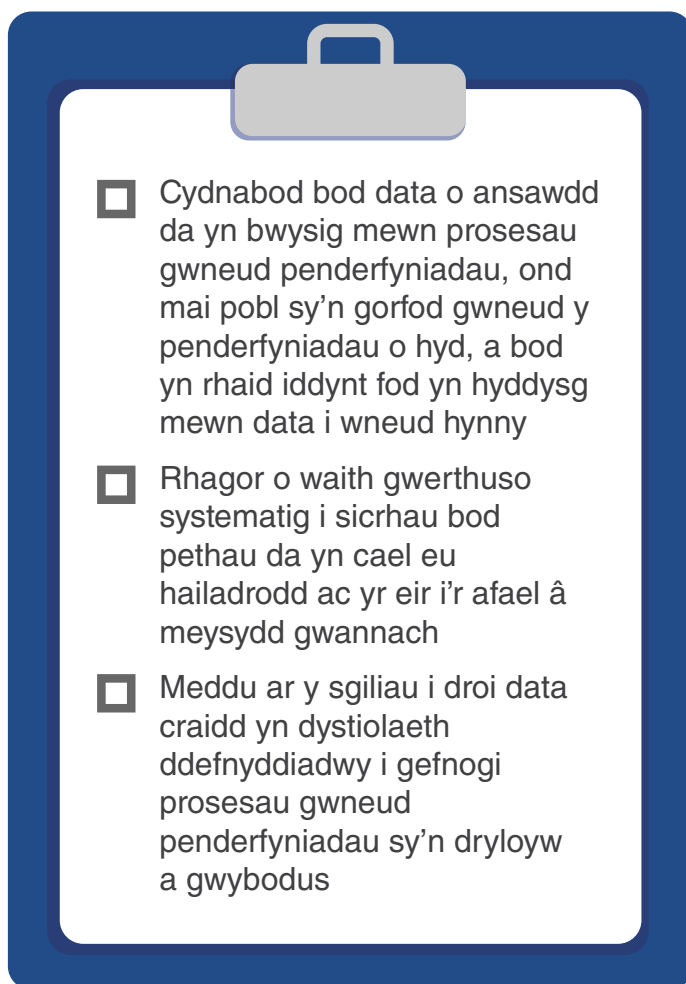 Cydnabod bod data o ansawdd
da yn bwysig mewn prosesau
gwneud penderfyniadau, ond
mai pobl sy’n gorfod gwneud y
penderfyniadau o hyd, a bod
yn rhaid iddynt fod yn hyddysg
mewn data i wneud hynny
Rhagor o waith gwerthuso
systematig i sicrhau bod
pethau da yn cael eu
hailadrodd ac yr eir i’r afael â
meysydd gwannach
Meddu ar y sgiliau i droi data
craidd yn dystiolaeth
ddefnyddiadwy i gefnogi
prosesau gwneud
penderfyniadau sy’n dryloyw
a gwybodus